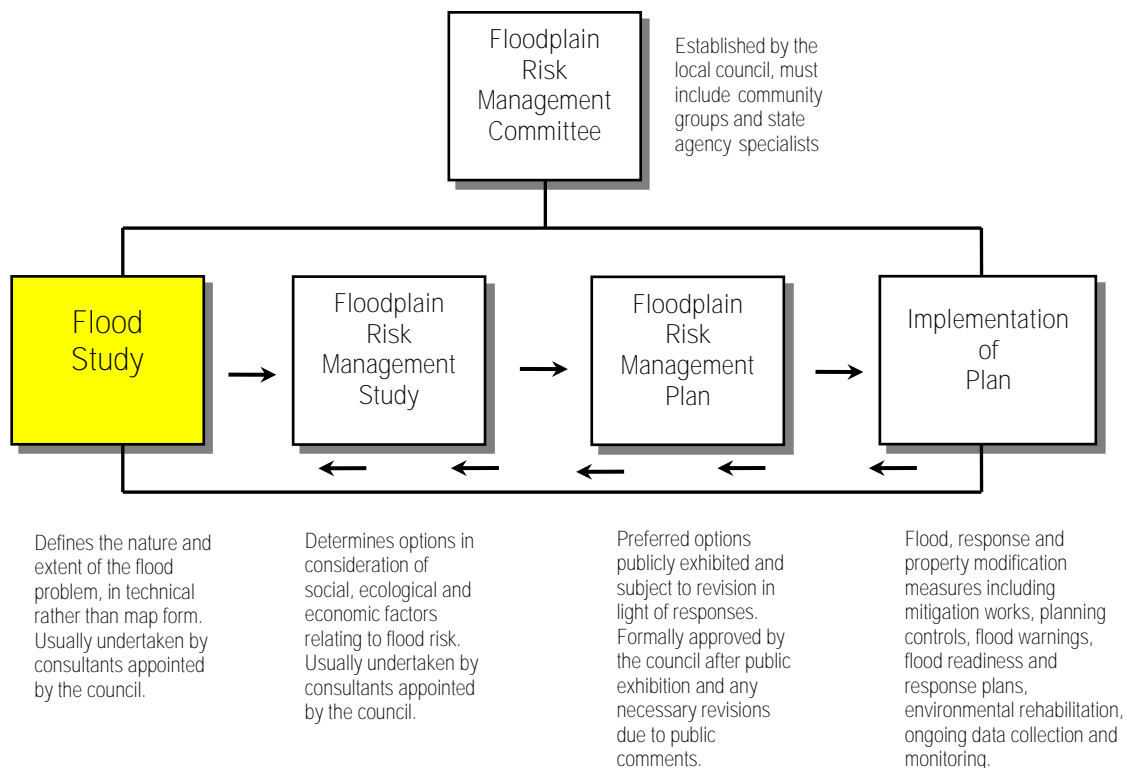 Floodplain
Risk
Management
Committee
Established by the
local council, must
include community
groups and state
agency specialists
Flood
Study
Floodplain
Risk
Management
Study
Floodplain
Risk
Management
Plan
Implementation
of
Plan
Defines the nature and
extent of the flood
problem, in technical
rather than map form.
Usually undertaken by
consultants appointed
by the council.
Determines options in
consideration of
social, ecological and
economic factors
relating to flood risk.
Usually undertaken by
consultants appointed
by the council.
Preferred options
publicly exhibited and
subject to revision in
light of responses.
Formally approved by
the council after public
exhibition and any
necessary revisions
due to public
comments.
Flood, response and
property modification
measures including
mitigation works, planning
controls, flood warnings,
flood readiness and
response plans,
environmental rehabilitation,
ongoing data collection and
monitoring.